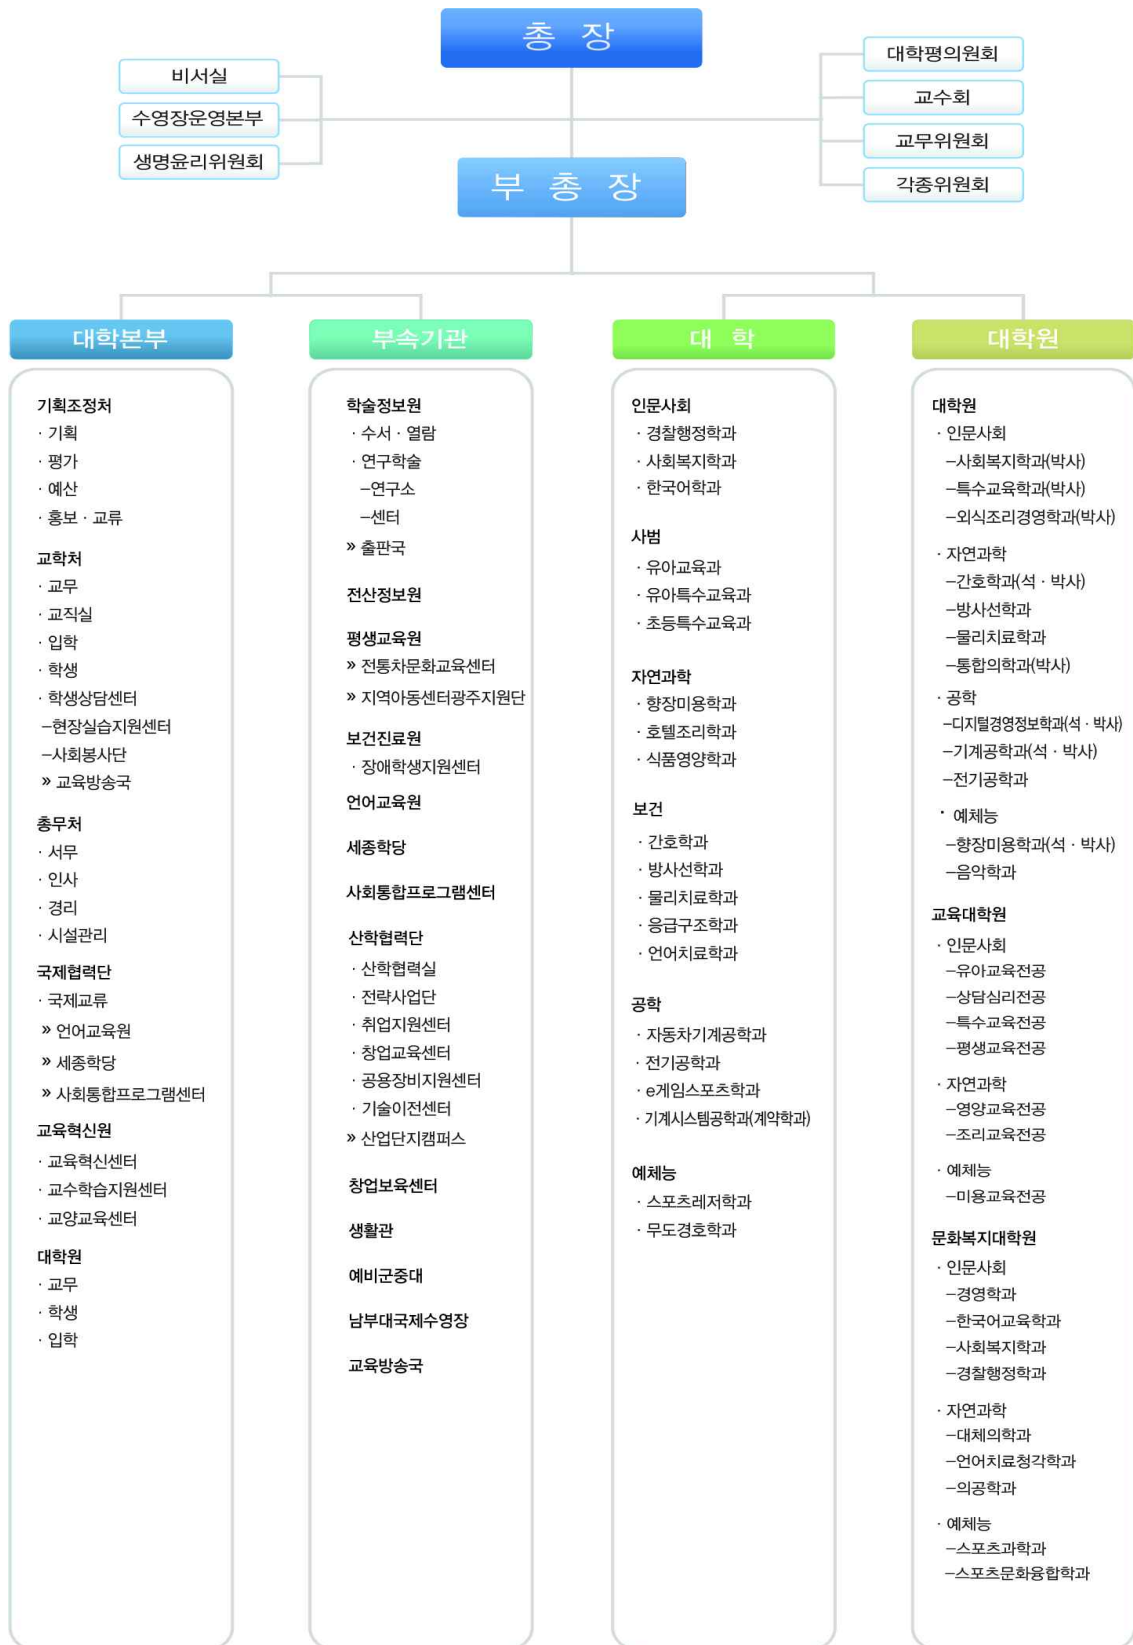 총 장
비서실
수영장운영본부
생명윤리위원회
대학평의원회
교수회
교무위원회
각종위원회
부 총 장
대학본부
기획조정처
· 기획
· 평가
· 예산
· 홍보 · 교류
교학처
· 교무
· 교직실
· 입학
· 학생
· 학생상담센터
–현장실습지원센터
–사회봉사단
» 교육방송국
총무처
· 서무
· 인사
· 경리
· 시설관리
국제협력단
· 국제교류
» 언어교육원
» 세종학당
» 사회통합프로그램센터
교육혁신원
· 교육혁신센터
· 교수학습지원센터
· 교양교육센터
대학원
· 교무
· 학생
· 입학
부속기관
학술정보원
· 수서 · 열람
· 연구학술
–연구소
–센터
» 출판국
전산정보원
평생교육원
» 전통차문화교육센터
» 지역아동센터광주지원단
보건진료원
· 장애학생지원센터
언어교육원
세종학당
사회통합프로그램센터
산학협력단
· 산학협력실
· 전략사업단
· 취업지원센터
· 창업교육센터
· 공용장비지원센터
· 기술이전센터
» 산업단지캠퍼스
창업보육센터
생활관
예비군중대
남부대국제수영장
교육방송국
대 학
인문사회
· 경찰행정학과
· 사회복지학과
· 한국어학과
사범
· 유아교육과
· 유아특수교육과
· 초등특수교육과
자연과학
· 향장미용학과
· 호텔조리학과
· 식품영양학과
보건
· 간호학과
· 방사선학과
· 물리치료학과
· 응급구조학과
· 언어치료학과
공학
· 자동차기계공학과
· 전기공학과
· e게임스포츠학과
· 기계시스템공학과(계약학과)
예체능
· 스포츠레저학과
· 무도경호학과
대학원
대학원
· 인문사회
–사회복지학과(박사)
–특수교육학과(박사)
–외식조리경영학과(박사)
· 자연과학
–간호학과(석 · 박사)
–방사선학과
–물리치료학과
–통합의학과(박사)
· 공학
–디지털경영정보학과(석 · 박사)
–기계공학과(석 · 박사)
–전기공학과
· 예체능
–향장미용학과(석 · 박사)
–음악학과
교육대학원
· 인문사회
–유아교육전공
–상담심리전공
–특수교육전공
–평생교육전공
· 자연과학
–영양교육전공
–조리교육전공
· 예체능
–미용교육전공
문화복지대학원
· 인문사회
–경영학과
–한국어교육학과
–사회복지학과
–경찰행정학과
· 자연과학
–대체의학과
–언어치료청각학과
–의공학과
· 예체능
–스포츠과학과
–스포츠문화융합학과